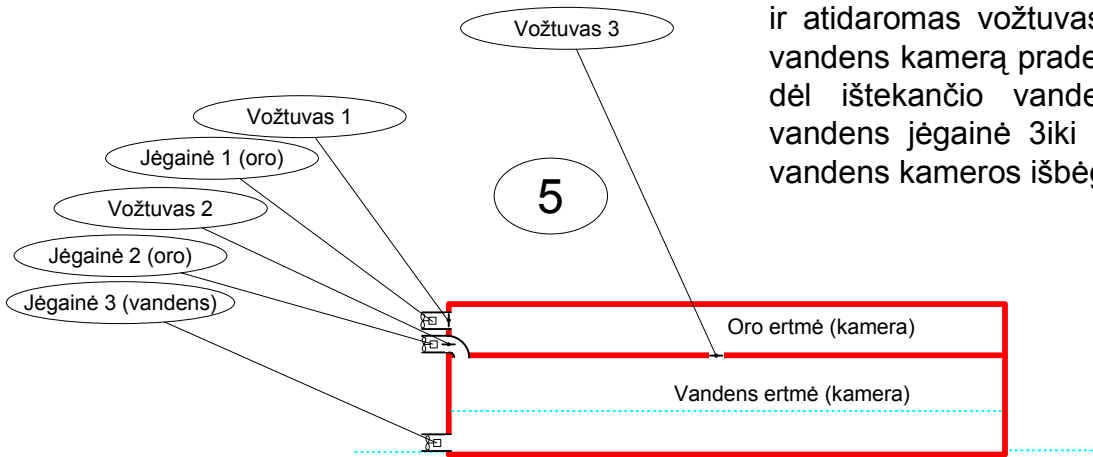 ir atidaromas vožtuvas
vandens kamerą prade
dėl ištekančio vande
vandens jėgainė 3iki
vandens kameros išbėg
Vožtuvas 3
Vožtuvas 1
Jėgainė 1 (oro)
5
Vožtuvas 2
Jėgainė 2 (oro)
Jėgainė 3 (vandens)
Oro ertmė (kamera)
Vandens ertmė (kamera)